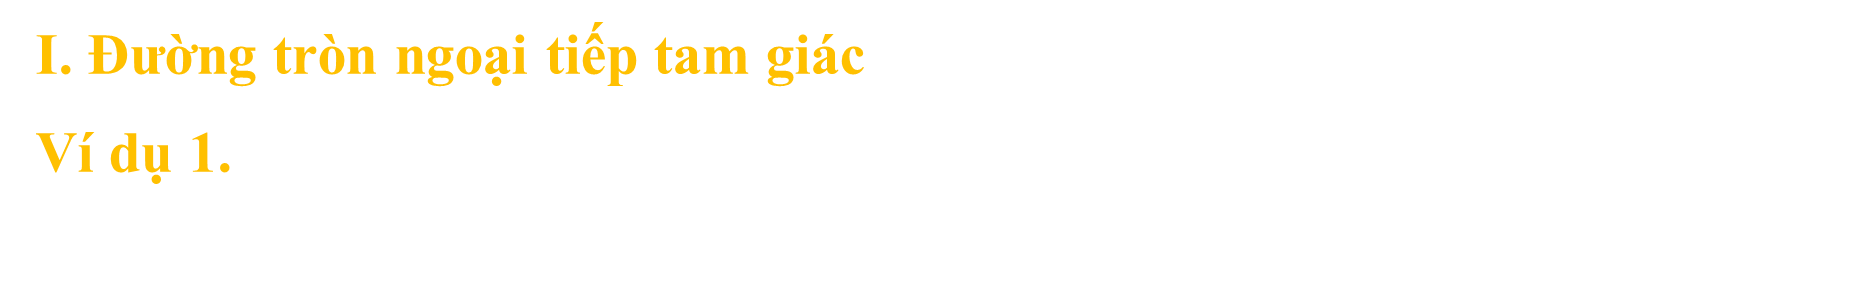 I. Đường tròn ngoại tiếp tam giác
Ví dụ 1.